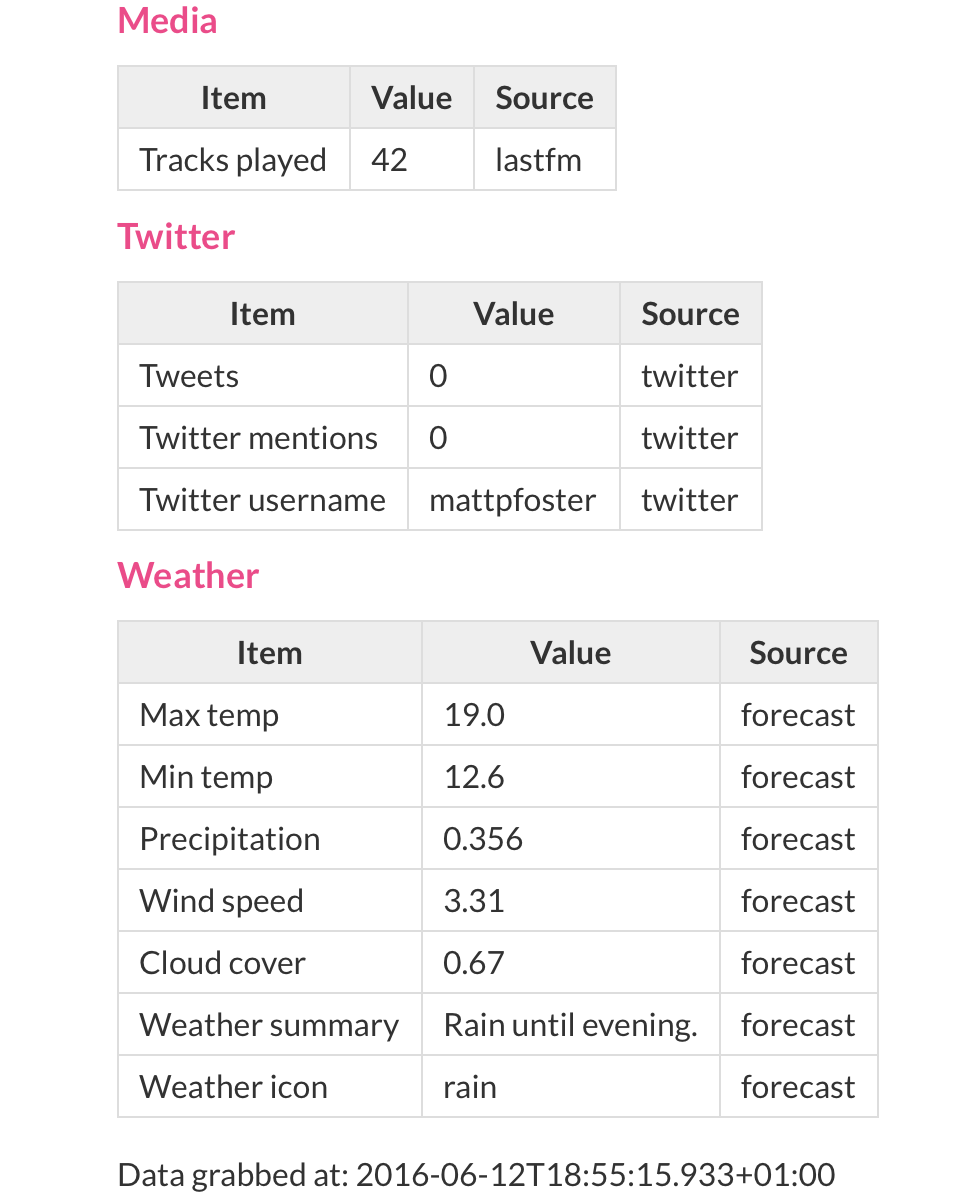 Media
Item Value Source
Tracks played 42 lastfm
Twitter
Item Value Source
Tweets 0 twitter
Twitter mentions 0 twitter
Twitter username mattpfoster twitter
Weather
Item Value Source
Max temp 19.0 forecast
Min temp 12.6 forecast
Precipitation 0.356 forecast
Wind speed 3.31 forecast
Cloud cover 0.67 forecast
Weather summary Rain until evening. forecast
Weather icon rain forecast
Data grabbed at: 2016-06-12T18:55:15.933+01:00